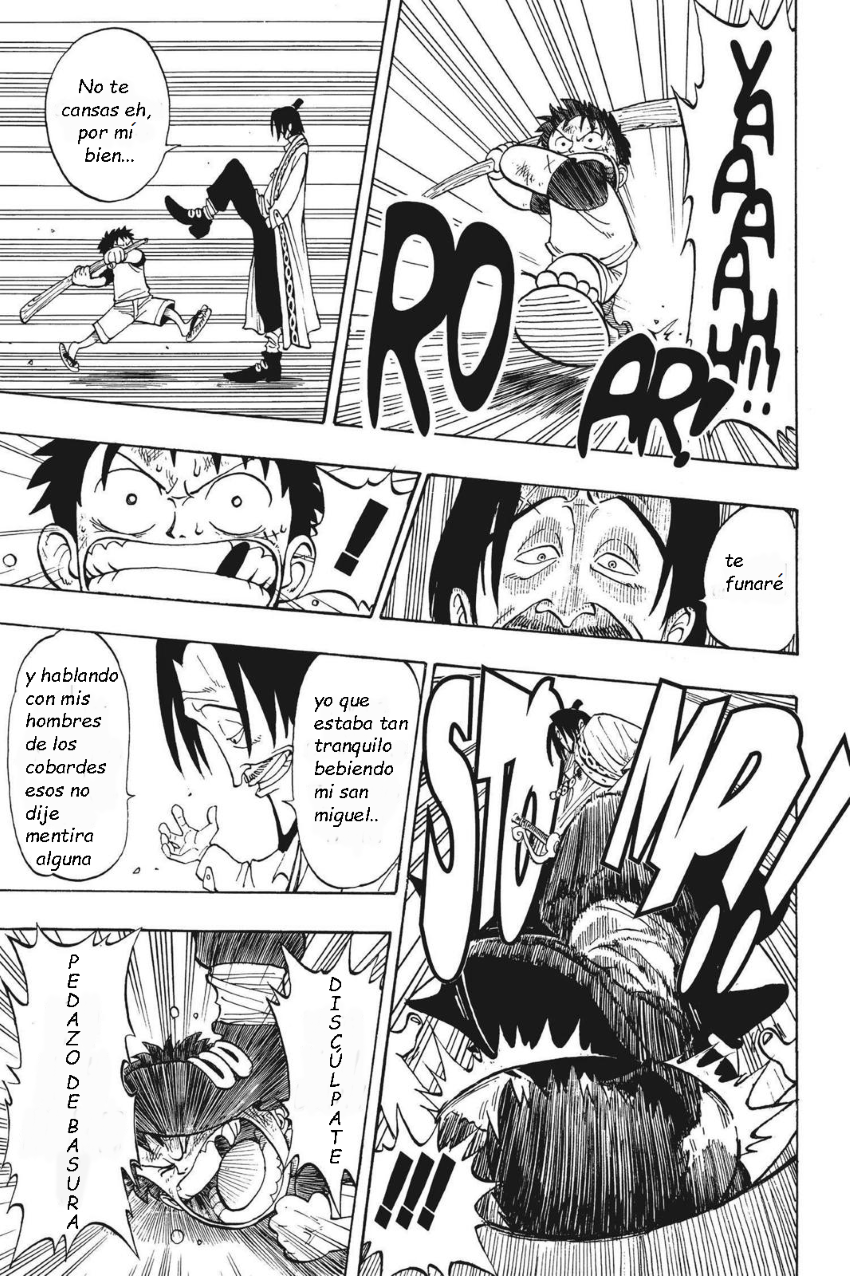 YAAAAH!!
RO
AR!
No te
cansas eh,
por mí
bien...
te
funaré
!
STOMP!!
yo que
estaba tan
tranquilo
bebiendo
mi san
miguel..
y hablando
con mis
hombres
de los
cobardes
esos no
dije
mentira
alguna
!!!
DISCÚLPATE
PEDAZO DE BASURA